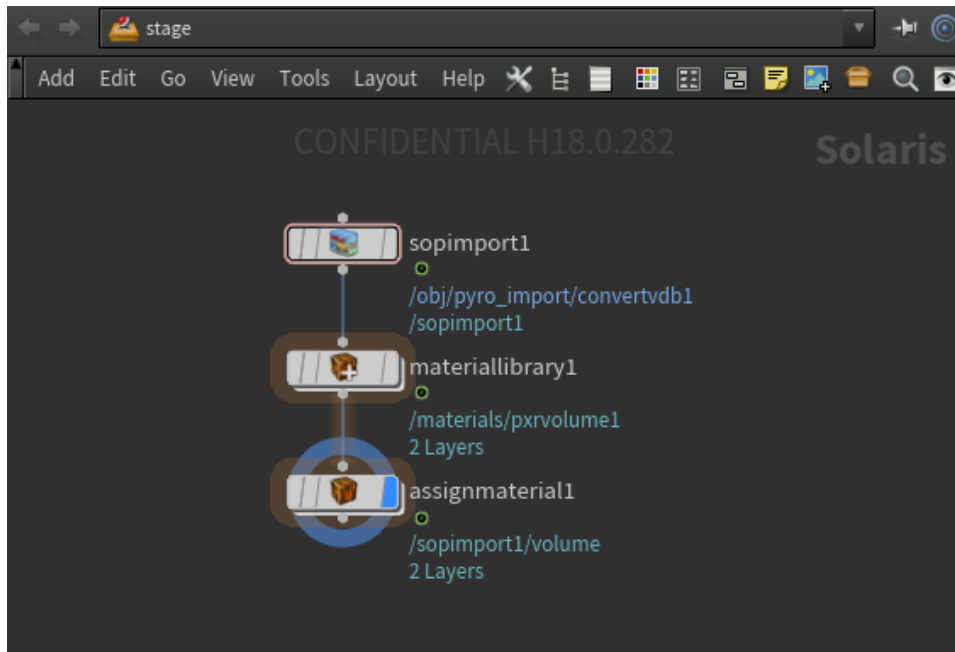 stage
Add Edit Go View Tools Layout Help
CONFIDENTIAL H18.0.282
Solaris
sopimport1
/obj/pyro_import/convertvdb1
/sopimport1
materiallibrary1
/materials/pxrvolume1
2 Layers
assignmaterial1
/sopimport1/volume
2 Layers